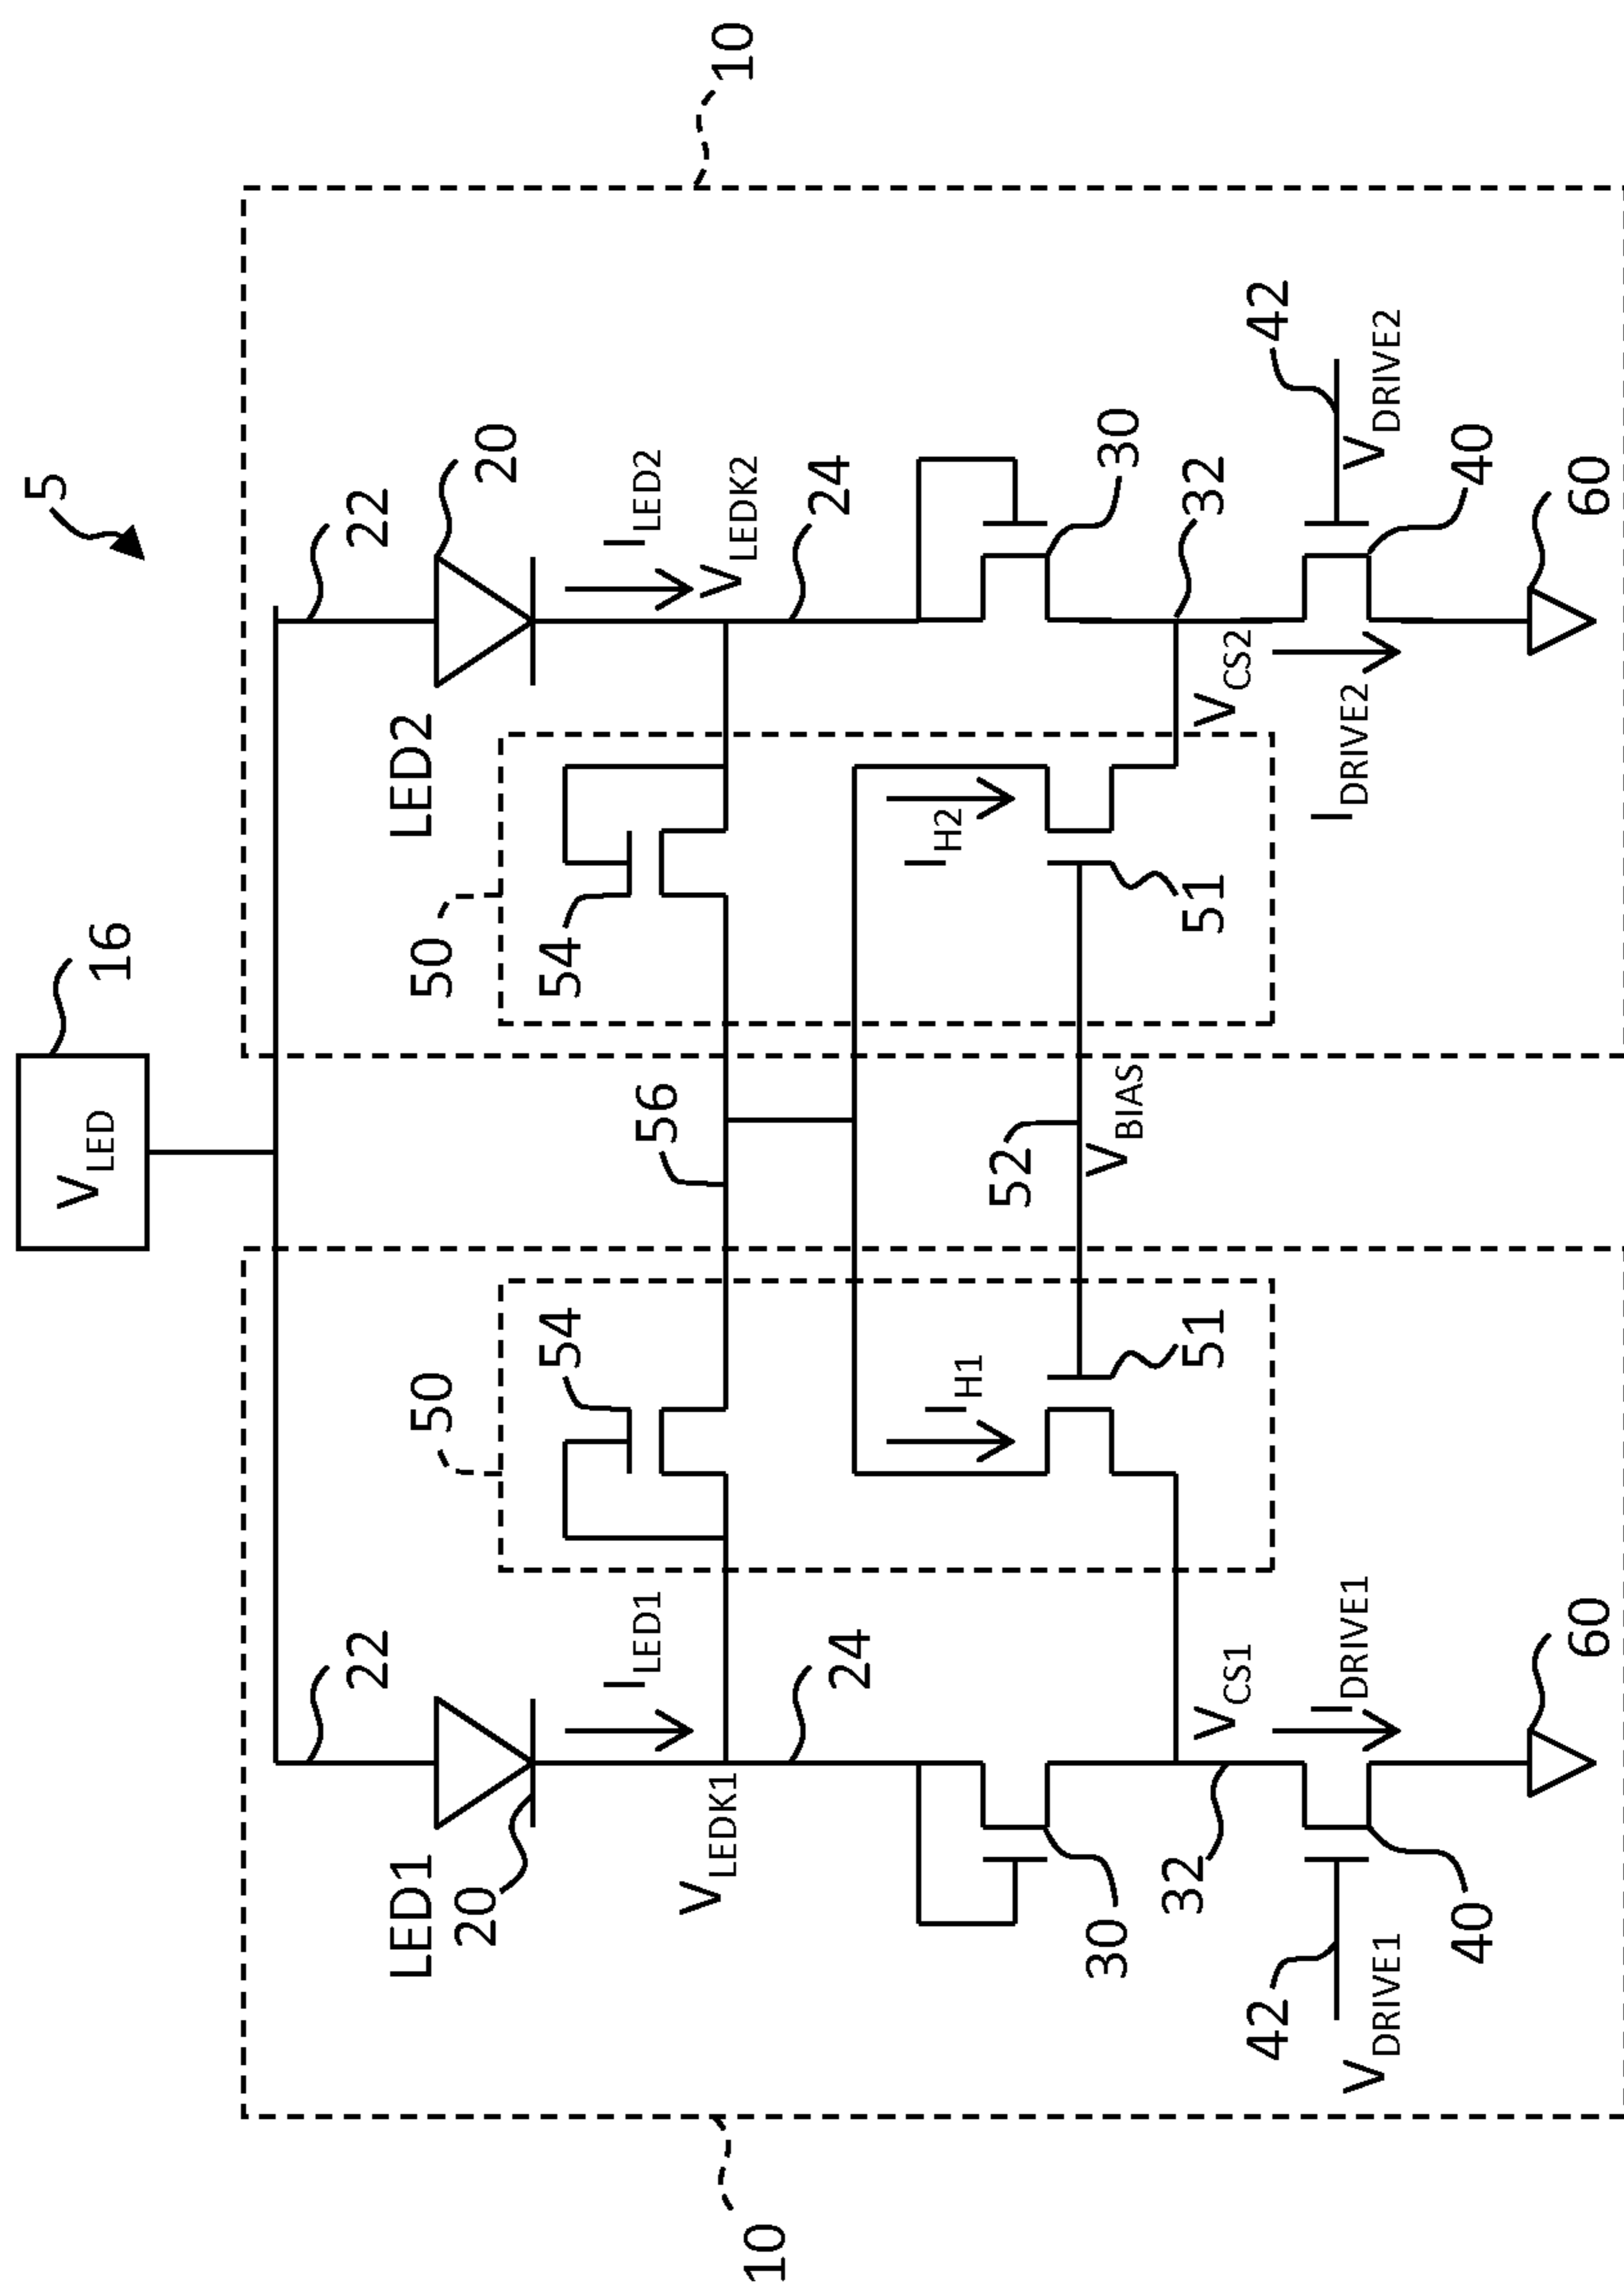 5
V_LED
16
10
10
22
22
LED1
20
LED2
20
I_LED1
I_LED2
50
50
54
54
V_LEDK1
56
V_LEDK2
24
24
I_H1
I_H2
30
52
30
V_BIAS
51
51
32
V_CS1
V_CS2
32
42
V_DRIVE1
I_DRIVE1
I_DRIVE2
42
V_DRIVE2
40
40
60
60